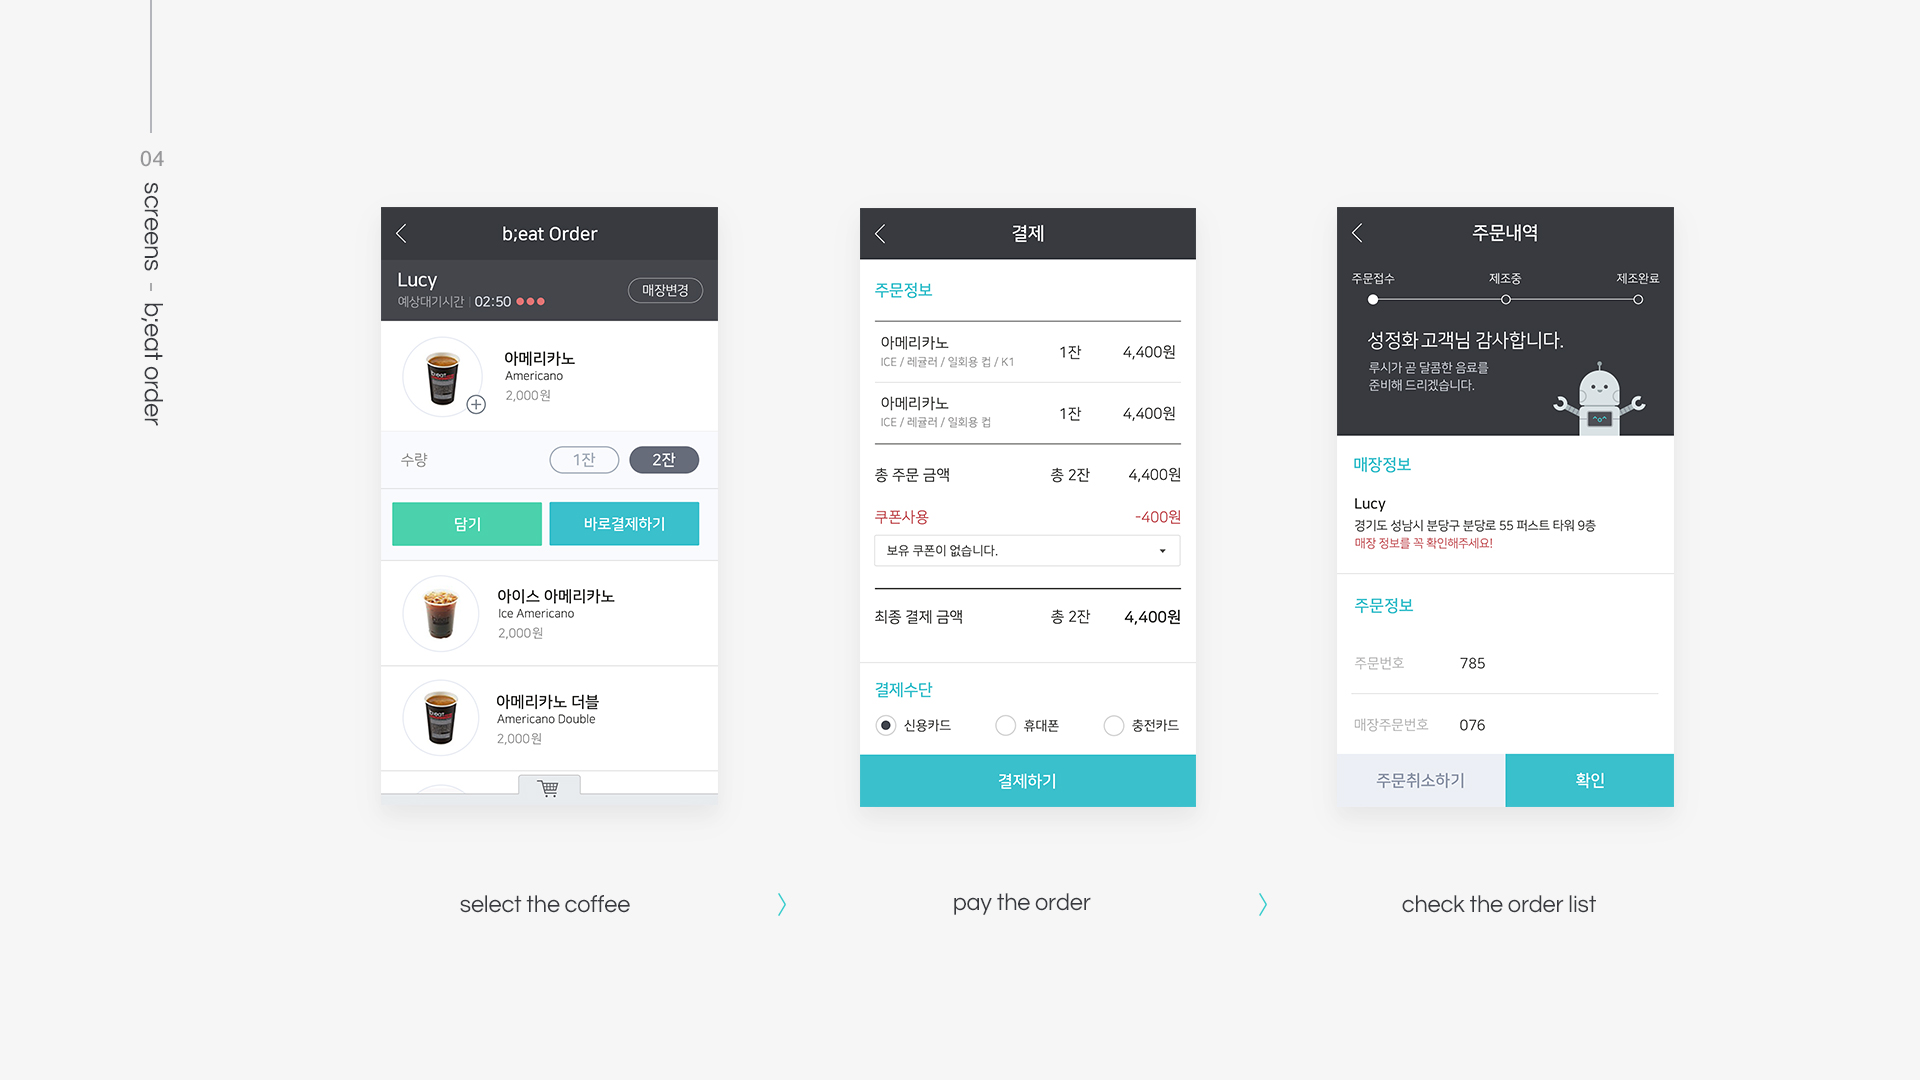 04 screens - b;eat order
b;eat Order
Lucy
예상대기시간 | 02:50
매장변경
아메리카노
Americano
2,000원
수량
1잔
2잔
담기
바로결제하기
아이스 아메리카노
Ice Americano
2,000원
아메리카노 더블
Americano Double
2,000원
select the coffee
결제
주문정보
아메리카노 1잔 4,400원
ICE / 레귤러 / 일회용 컵 / K1
아메리카노 1잔 4,400원
ICE / 레귤러 / 일회용 컵
총 주문 금액 총 2잔 4,400원
쿠폰사용 -400원
보유 쿠폰이 없습니다.
최종 결제 금액 총 2잔 4,400원
결제수단
신용카드 휴대폰 충전카드
결제하기
pay the order
주문내역
주문접수 제조중 제조완료
성정화 고객님 감사합니다.
루시가 곧 달콤한 음료를
준비해 드리겠습니다.
매장정보
Lucy
경기도 성남시 분당구 분당로 55 퍼스트 타워 9층
매장 정보를 꼭 확인해주세요!
주문정보
주문번호 785
매장주문번호 076
주문취소하기
확인
check the order list